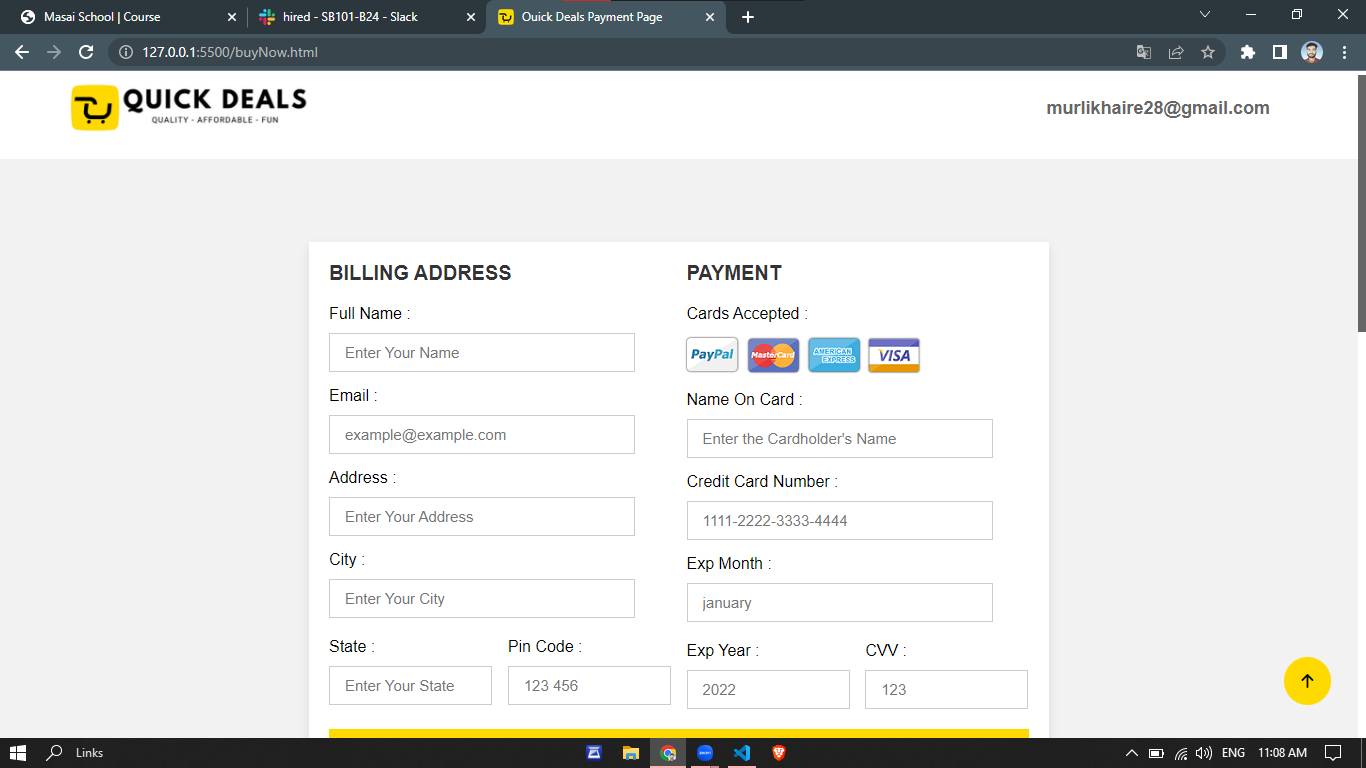 Masai School | Course
hired - SB101-B24 - Slack
Quick Deals Payment Page
127.0.0.1:5500/buyNow.html
QUICK DEALS
QUALITY - AFFORDABLE - FUN
murlikhaire28@gmail.com
BILLING ADDRESS
Full Name :
Enter Your Name
Email :
example@example.com
Address :
Enter Your Address
City :
Enter Your City
State :
Pin Code :
Enter Your State
123 456
PAYMENT
Cards Accepted :
PayPal
MasterCard
AMERICAN EXPRESS
VISA
Name On Card :
Enter the Cardholder's Name
Credit Card Number :
1111-2222-3333-4444
Exp Month :
january
Exp Year :
CVV :
2022
123
Links
ENG
11:08 AM